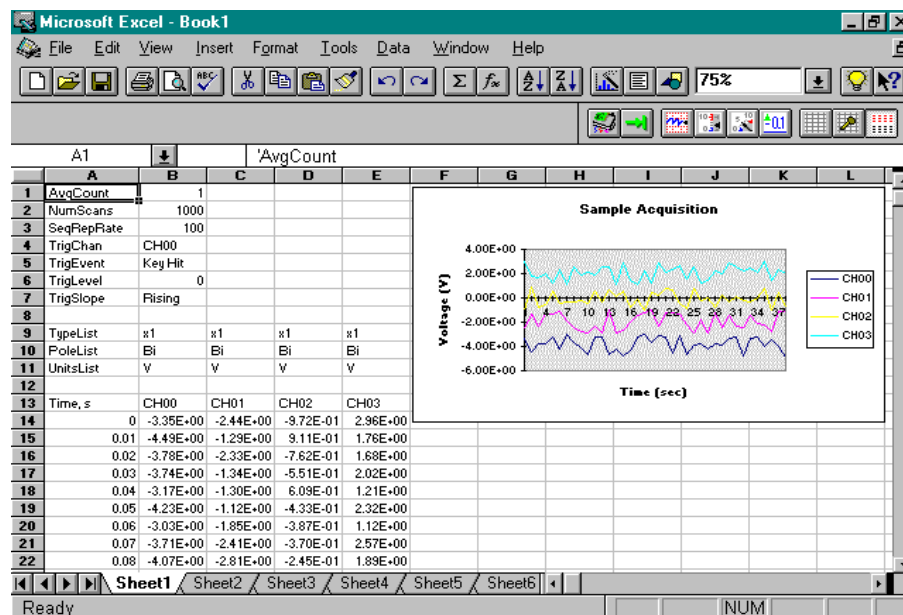 Microsoft Excel - Book1
File Edit View Insert Format Tools Data Window Help
ABC Σ fx A Z Z A 75%
A1 'AvgCount
A B C D E F G H I J K L
1 AvgCount 1
2 NumScans 1000
3 SeqRepRate 100
4 TrigChan CH00
5 TrigEvent Key Hit
6 TrigLevel 0
7 TrigSlope Rising
8
9 TypeList x1 x1 x1 x1
10 PoleList Bi Bi Bi Bi
11 UnitsList V V V V
12
13 Time, s CH00 CH01 CH02 CH03
14 0 -3.35E+00 -2.44E+00 -9.72E-01 2.96E+00
15 0.01 -4.49E+00 -1.29E+00 9.11E-01 1.76E+00
16 0.02 -3.78E+00 -2.33E+00 -7.62E-01 1.68E+00
17 0.03 -3.74E+00 -1.34E+00 -5.51E-01 2.02E+00
18 0.04 -3.17E+00 -1.30E+00 6.09E-01 1.21E+00
19 0.05 -4.23E+00 -1.12E+00 -4.33E-01 2.32E+00
20 0.06 -3.03E+00 -1.85E+00 -3.87E-01 1.12E+00
21 0.07 -3.71E+00 -2.41E+00 -3.70E-01 2.57E+00
22 0.08 -4.07E+00 -2.81E+00 -2.45E-01 1.89E+00
Sample Acquisition
Voltage (V)
4.00E+00
2.00E+00
0.00E+00
-2.00E+00
-4.00E+00
-6.00E+00
1 4 7 10 13 16 19 22 25 28 31 34 37
Time (sec)
CH00
CH01
CH02
CH03
Sheet1 Sheet2 Sheet3 Sheet4 Sheet5 Sheet6
Ready NUM